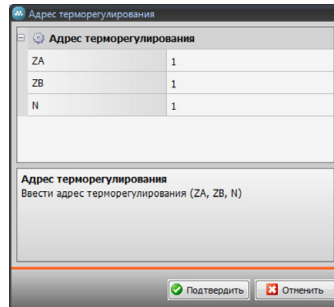 Адрес терморегулирования
Адрес терморегулирования
ZA 1
ZB 1
N 1
Адрес терморегулирования
Ввести адрес терморегулирования (ZA, ZB, N)
Подтвердить Отменить